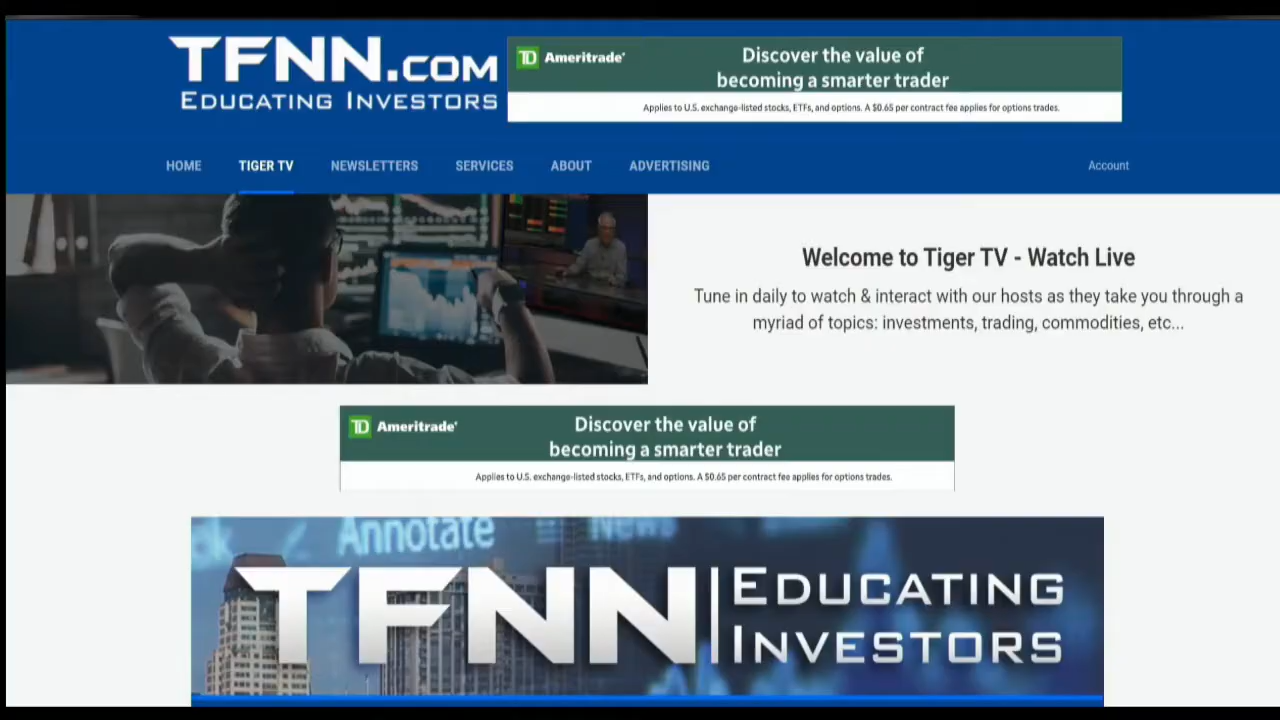 TFNN.COM
EDUCATING INVESTORS
TD Ameritrade
Discover the value of
becoming a smarter trader
Applies to U.S. exchange-listed stocks, ETFs, and options. A $0.65 per contract fee applies for options trades.
HOME TIGER TV NEWSLETTERS SERVICES ABOUT ADVERTISING Account
Welcome to Tiger TV - Watch Live
Tune in daily to watch & interact with our hosts as they take you through a
myriad of topics: investments, trading, commodities, etc...
TD Ameritrade
Discover the value of
becoming a smarter trader
Applies to U.S. exchange-listed stocks, ETFs, and options. A $0.65 per contract fee applies for options trades.
Annotate News
TFNN EDUCATING
INVESTORS